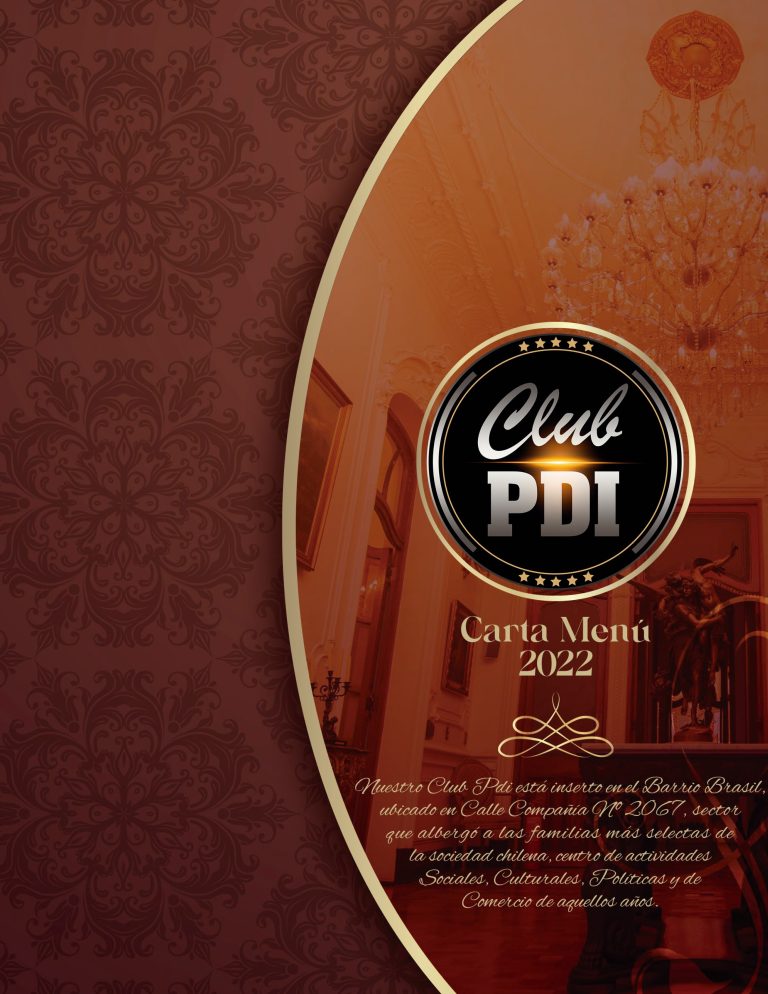 Club
PDI
Carta Menú
2022
Nuestro Club Pdi está inserto en el Barrio Brasil,
ubicado en Calle Compañía Nº 2067, sector
que albergó a las familias más selectas de
la sociedad chilena, centro de actividades
Sociales, Culturales, Politicas y de
Comercio de aquellos años.